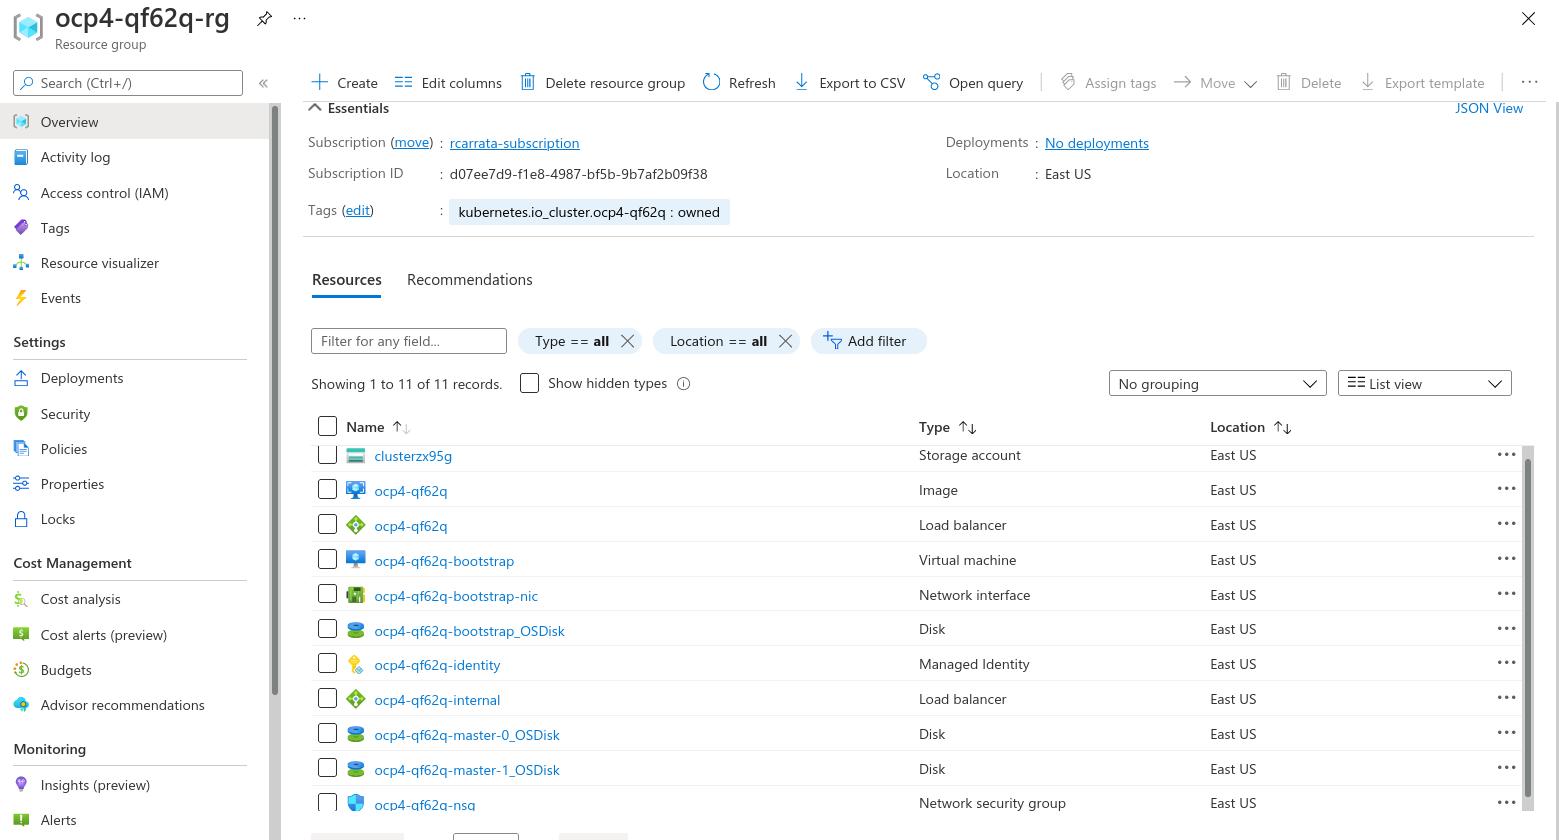 ocp4-qf62q-rg
Resource group
Search (Ctrl+/)
Overview
Activity log
Access control (IAM)
Tags
Resource visualizer
Events
Settings
Deployments
Security
Policies
Properties
Locks
Cost Management
Cost analysis
Cost alerts (preview)
Budgets
Advisor recommendations
Monitoring
Insights (preview)
Alerts
Create Edit columns Delete resource group Refresh Export to CSV Open query Assign tags Move Delete Export template
Essentials JSON View
Subscription (move) : rcarrata-subscription Deployments : No deployments
Subscription ID : d07ee7d9-f1e8-4987-bf5b-9b7af2b09f38 Location : East US
Tags (edit) : kubernetes.io_cluster.ocp4-qf62q : owned
Resources Recommendations
Filter for any field... Type == all Location == all Add filter
Showing 1 to 11 of 11 records. Show hidden types No grouping List view
Name Type Location
clusterzx95g Storage account East US
ocp4-qf62q Image East US
ocp4-qf62q Load balancer East US
ocp4-qf62q-bootstrap Virtual machine East US
ocp4-qf62q-bootstrap-nic Network interface East US
ocp4-qf62q-bootstrap_OSDisk Disk East US
ocp4-qf62q-identity Managed Identity East US
ocp4-qf62q-internal Load balancer East US
ocp4-qf62q-master-0_OSDisk Disk East US
ocp4-qf62q-master-1_OSDisk Disk East US
ocp4-qf62q-nsg Network security group East US